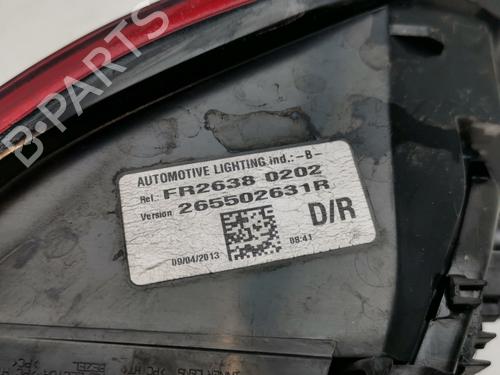 B-PARTS
AUTOMOTIVE LIGHTING ind.:-B-
Ref.: FR2638 0202
Version 265502631R
D/R
09/04/2013
08:41